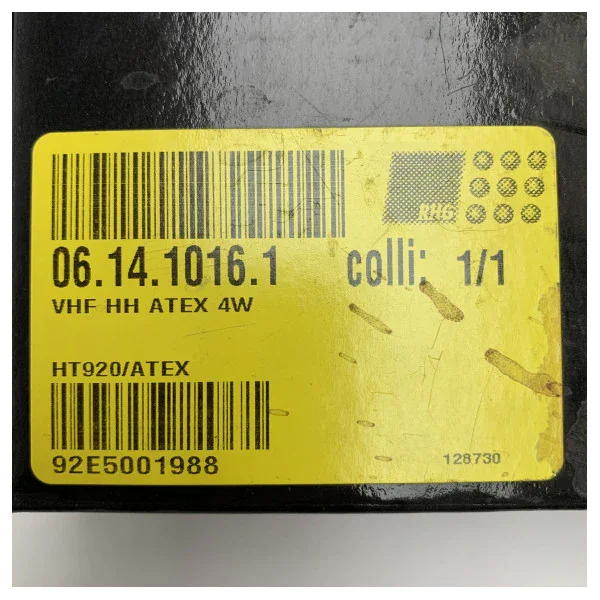 RHG
06.14.1016.1 colli: 1/1
VHF HH ATEX 4W
HT920/ATEX
92E5001988
128730